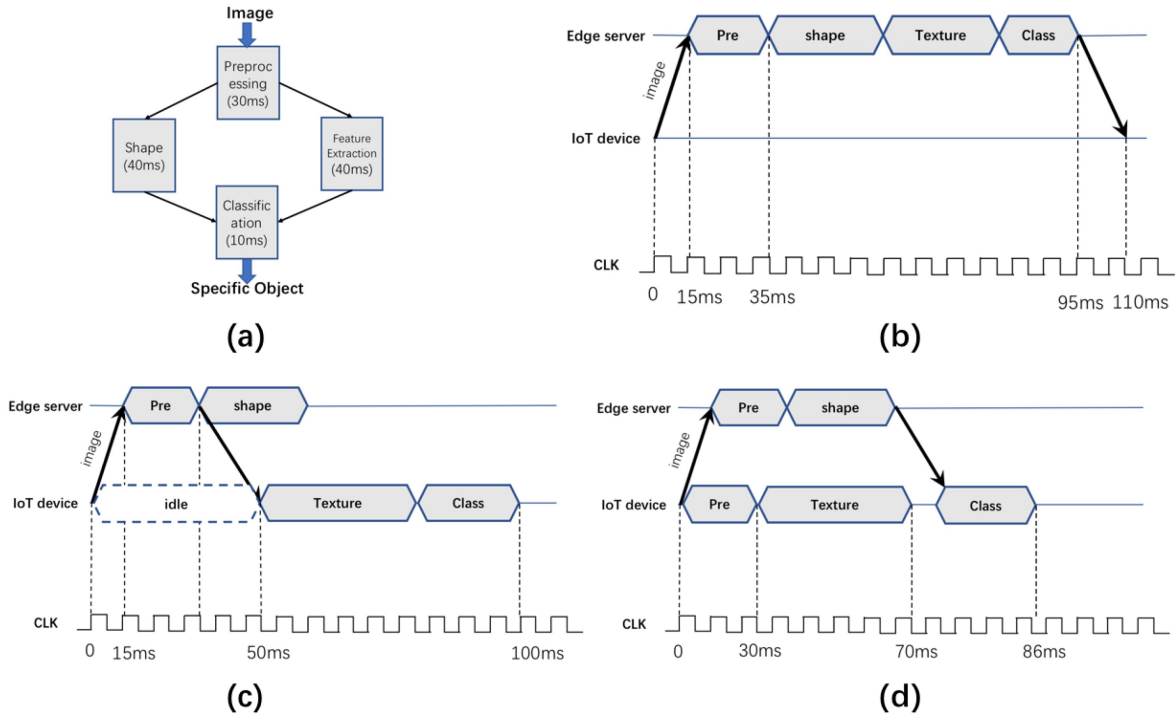 Image
Preproc
essing
(30ms)
Shape
(40ms)
Feature
Extraction
(40ms)
Classific
ation
(10ms)
Specific Object
(a)
Edge server
Pre
shape
Texture
Class
image
IoT device
CLK
0
15ms
35ms
95ms
110ms
(b)
Edge server
Pre
shape
image
IoT device
idle
Texture
Class
CLK
0
15ms
50ms
100ms
(c)
Edge server
Pre
shape
image
IoT device
Pre
Texture
Class
CLK
0
30ms
70ms
86ms
(d)